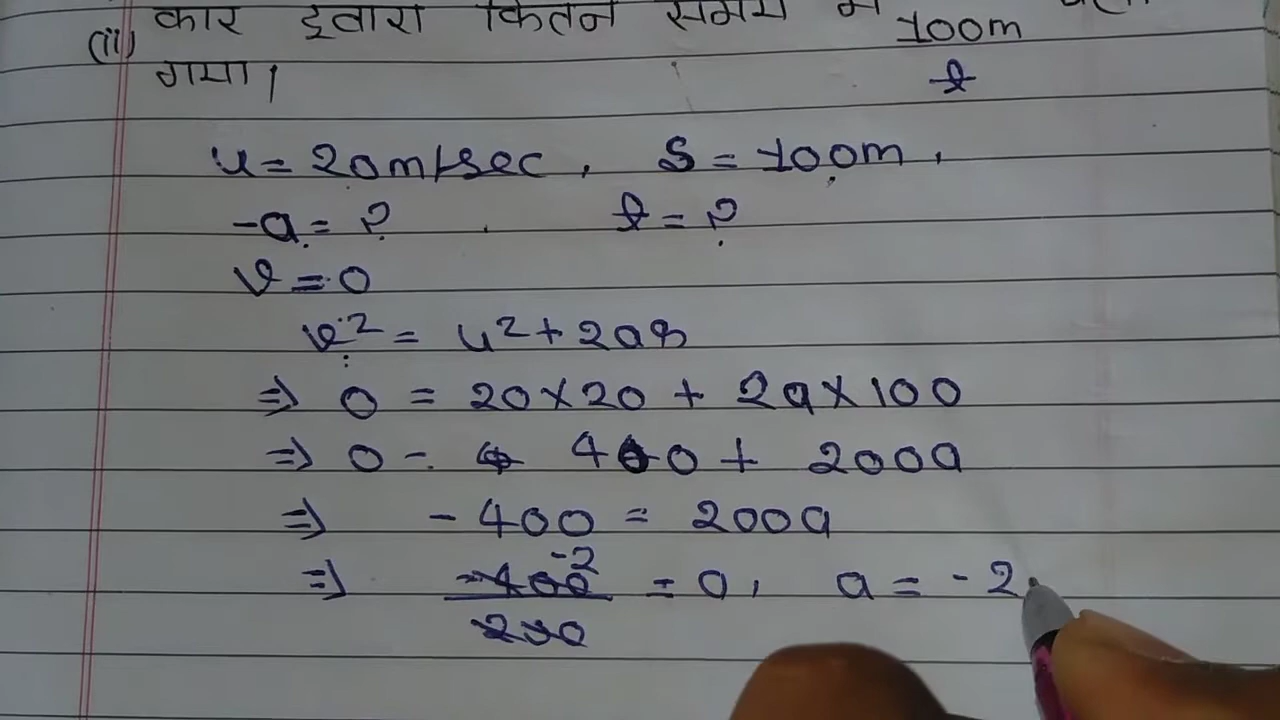 (ii) कार द्वारा कितने समय में 100m
गया। t
u = 20m/sec, S = 100m,
-a = ? t = ?
v = 0
v² = u² + 2as
⇒ 0 = 20×20 + 2a×100
⇒ 0 - 400 + 200a
⇒ -400 = 200a
⇒ -400/200 -2 = a, a = -2